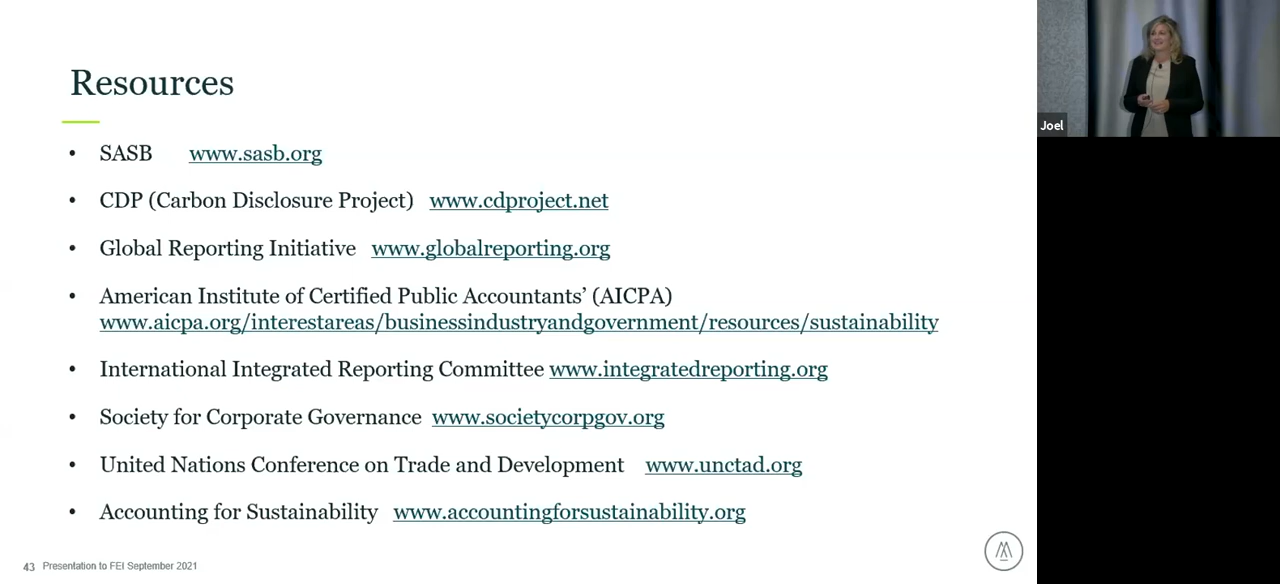 Resources
• SASB www.sasb.org
• CDP (Carbon Disclosure Project) www.cdproject.net
• Global Reporting Initiative www.globalreporting.org
• American Institute of Certified Public Accountants’ (AICPA)
www.aicpa.org/interestareas/businessindustryandgovernment/resources/sustainability
• International Integrated Reporting Committee www.integratedreporting.org
• Society for Corporate Governance www.societycorpgov.org
• United Nations Conference on Trade and Development www.unctad.org
• Accounting for Sustainability www.accountingforsustainability.org
43 Presentation to FEI September 2021
Joel